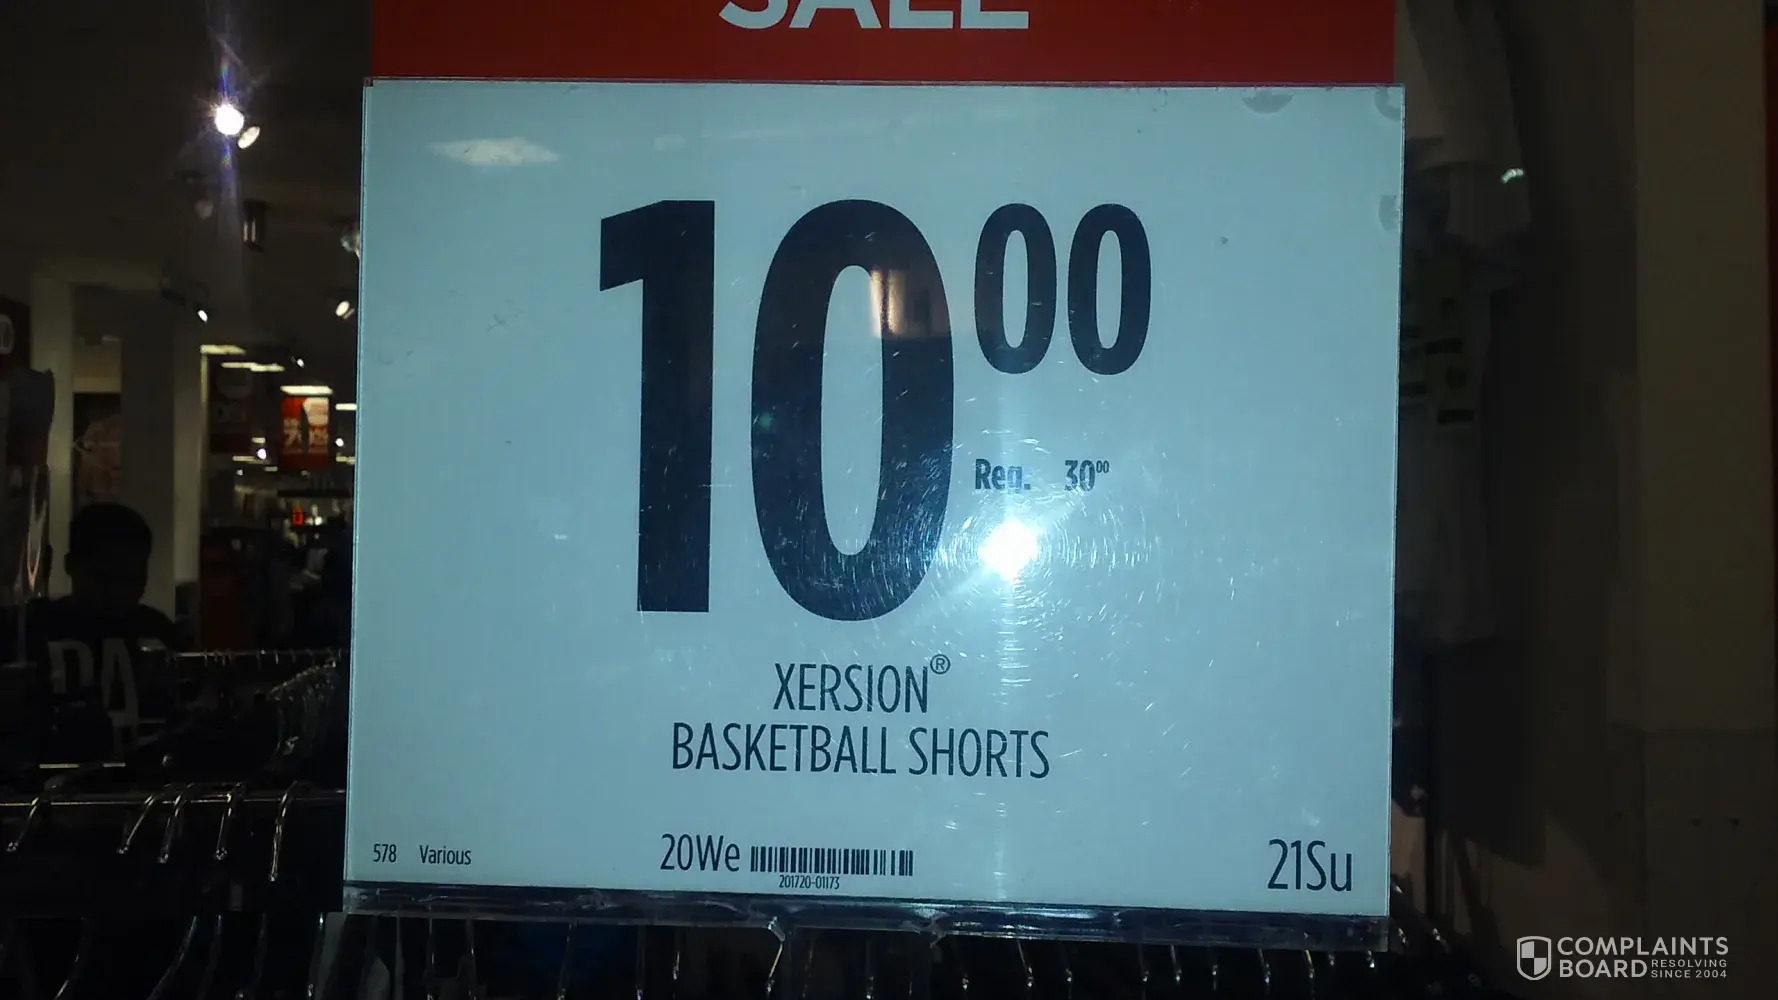 SALE
10 00
Reg. 30 00
XERSION®
BASKETBALL SHORTS
578 Various
20We
201720-01173
21Su
DA
COMPLAINTS
BOARD RESOLVING
SINCE 2004